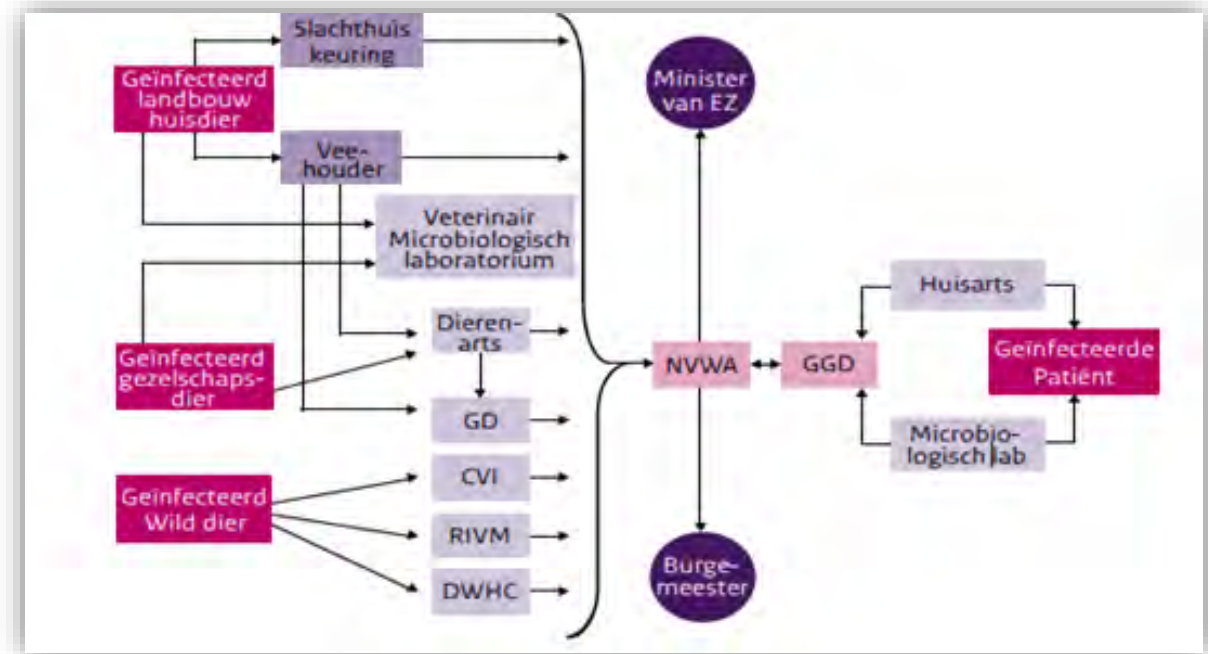 Slachthuis
keuring
Geïnfecteerd
landbouw
huisdier
Vee-
houder
Veterinair
Microbiologisch
laboratorium
Dieren-
arts
Geïnfecteerd
gezelschaps-
dier
GD
CVI
Geïnfecteerd
Wild dier
RIVM
DWHC
Minister
van EZ
NVWA
GGD
Burge-
meester
Huisarts
Geïnfecteerde
Patiënt
Microbio-
logisch lab